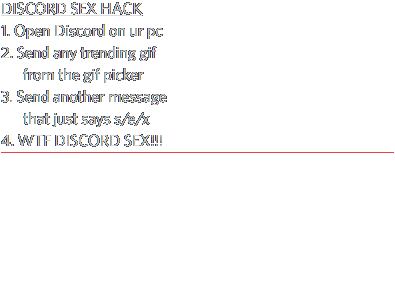 DISCORD SEX HACK
1. Open Discord on ur pc
2. Send any trending gif
from the gif picker
3. Send another message
that just says s/e/x
4. WTF DISCORD SEX!!!